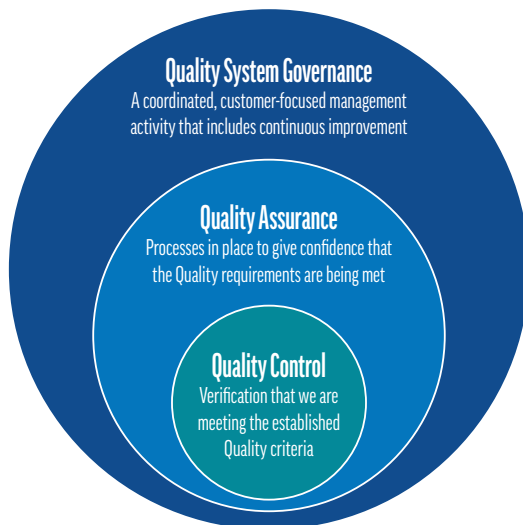 Quality System Governance
A coordinated, customer-focused management
activity that includes continuous improvement
Quality Assurance
Processes in place to give confidence that
the Quality requirements are being met
Quality Control
Verification that we are
meeting the established
Quality criteria